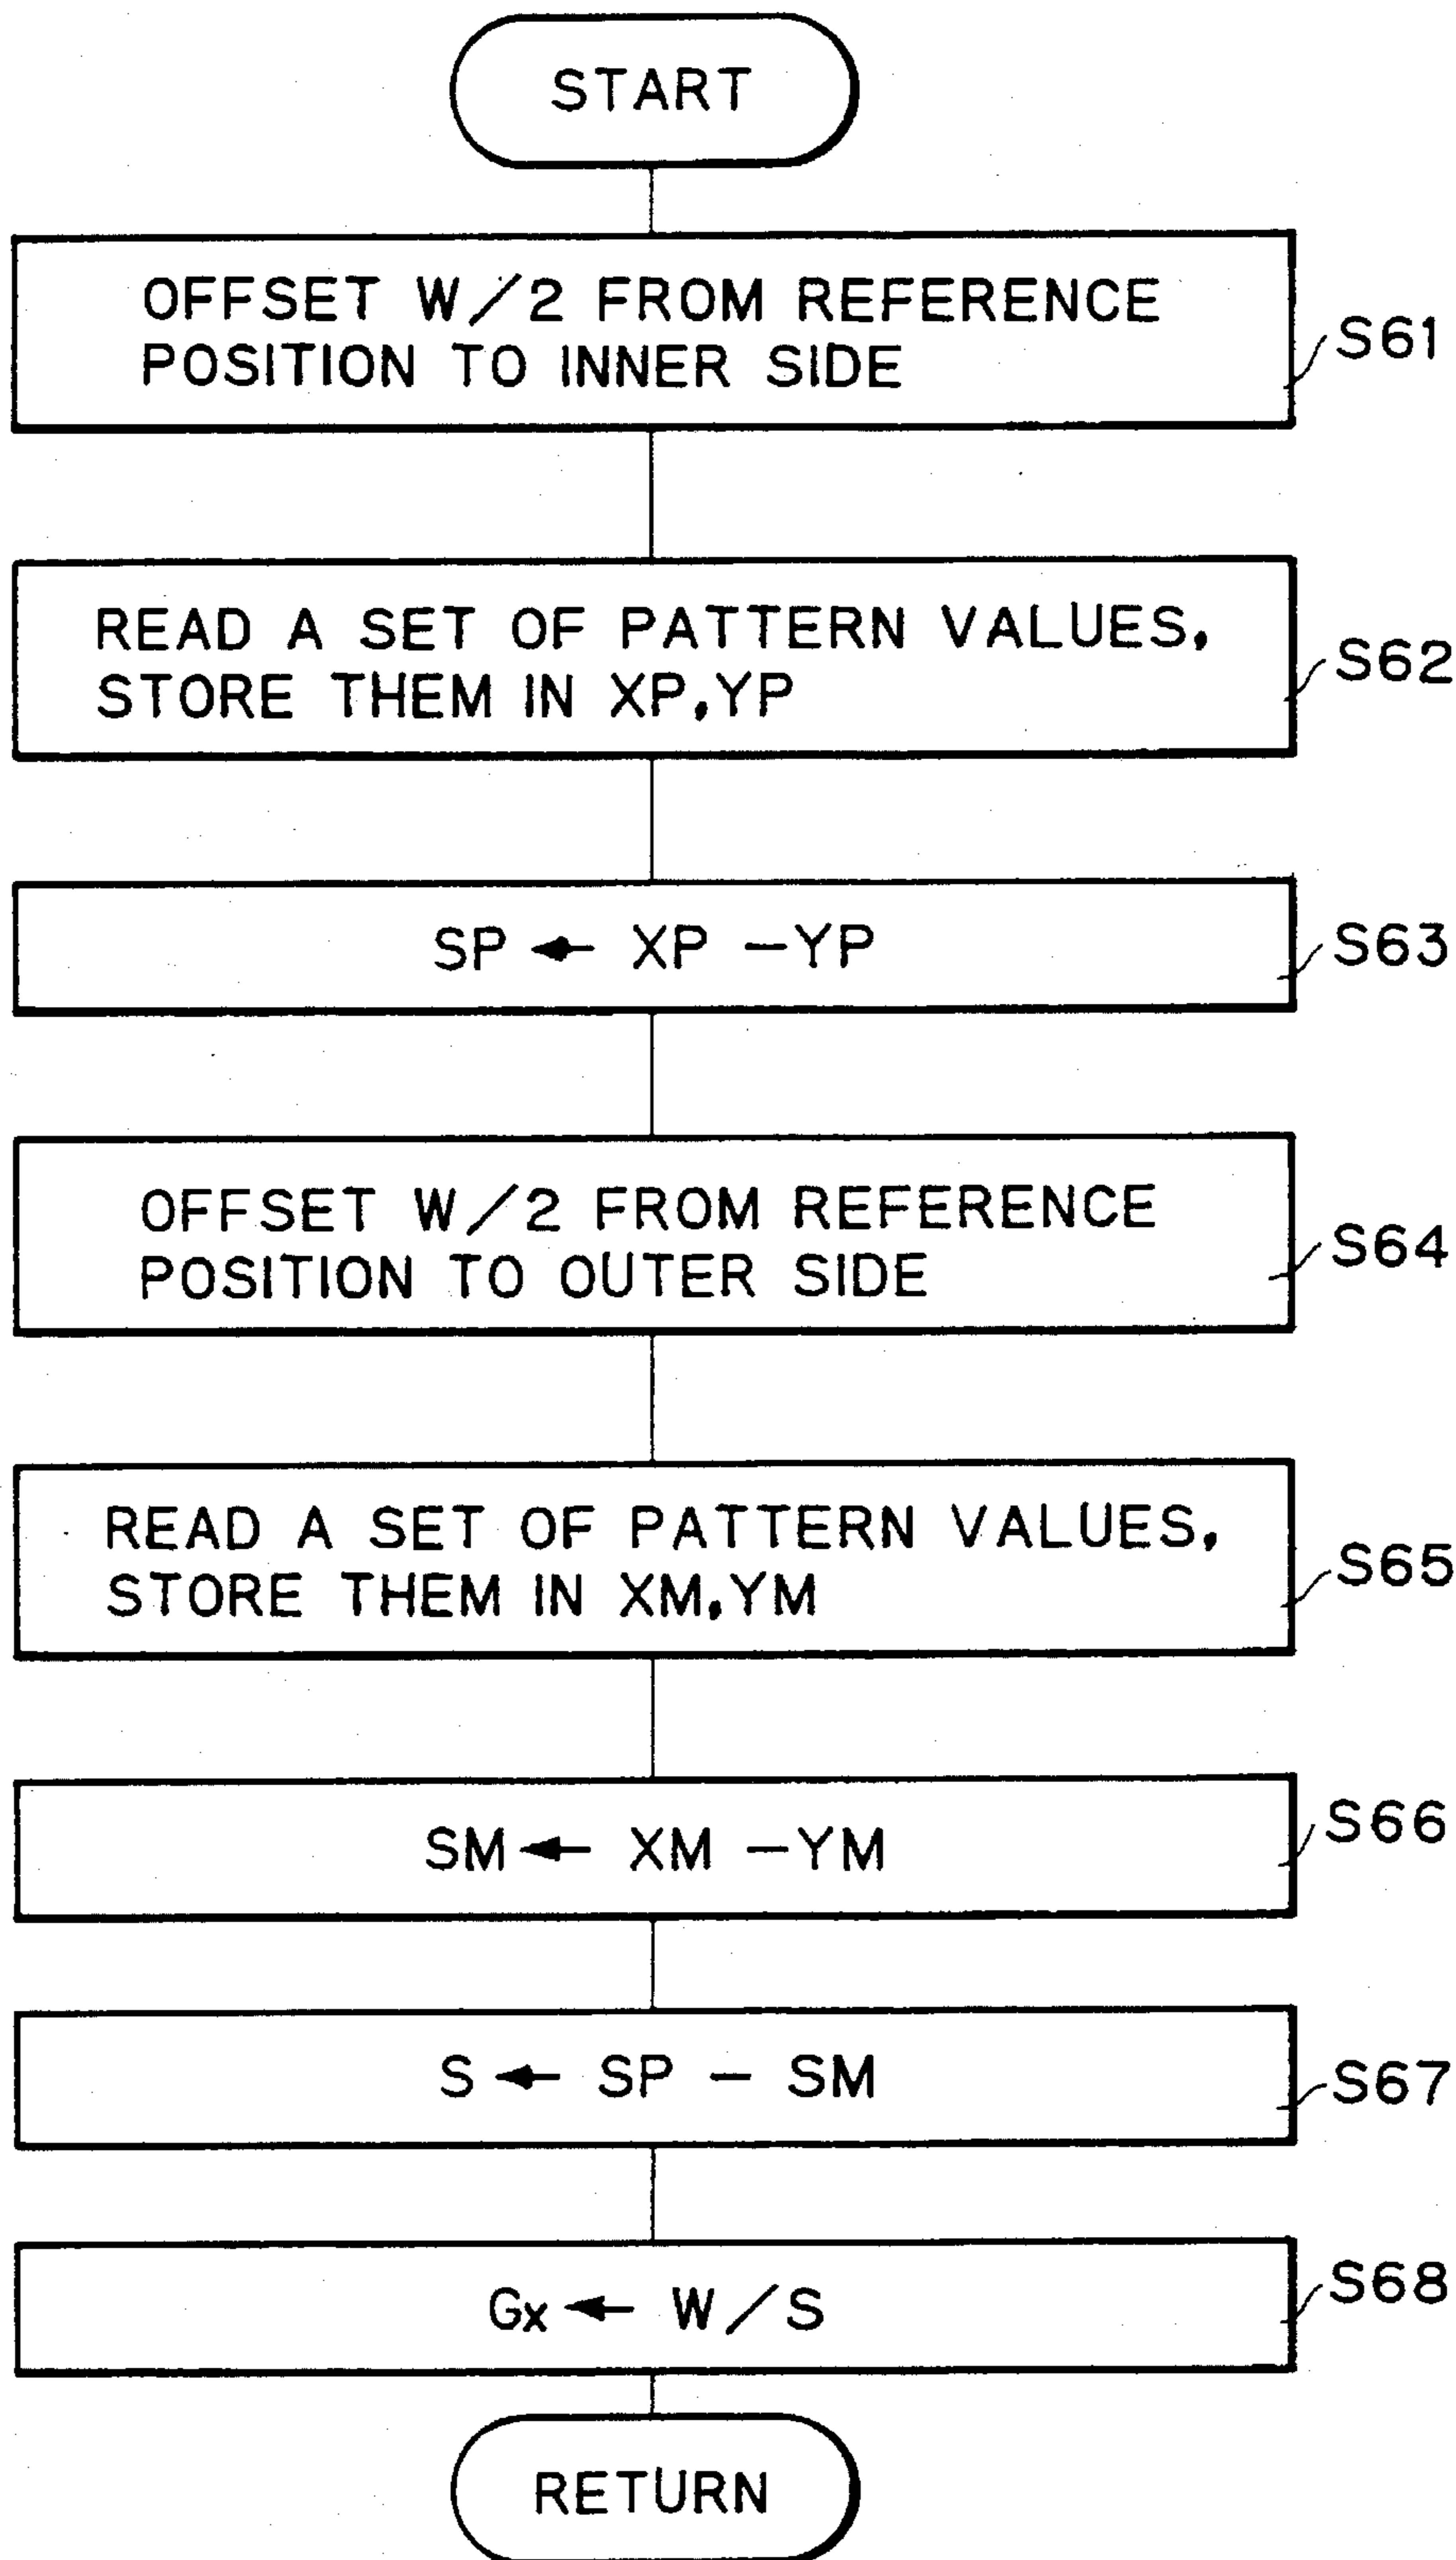 START
OFFSET W/2 FROM REFERENCE
POSITION TO INNER SIDE
S61
READ A SET OF PATTERN VALUES,
STORE THEM IN XP,YP
S62
SP ← XP -YP
S63
OFFSET W/2 FROM REFERENCE
POSITION TO OUTER SIDE
S64
READ A SET OF PATTERN VALUES,
STORE THEM IN XM,YM
S65
SM ← XM -YM
S66
S ← SP - SM
S67
Gx ← W/S
S68
RETURN